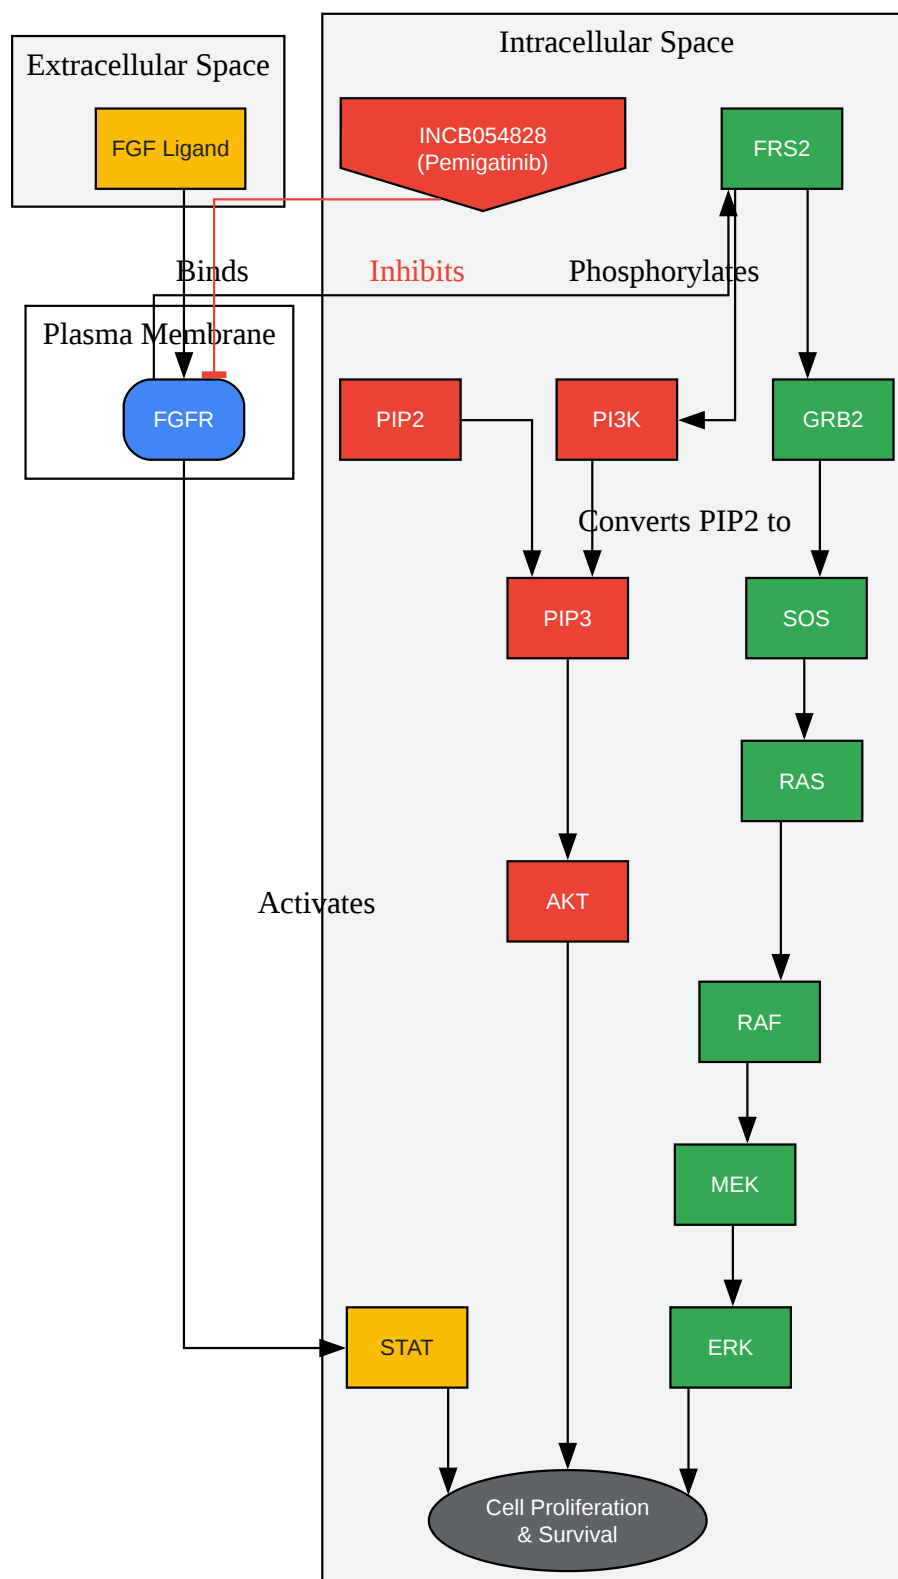 Intracellular Space
Extracellular Space
FGF Ligand
INCB054828
(Pemigatinib)
FRS2
Binds
Inhibits
Phosphorylates
Plasma Membrane
FGFR
PIP2
PI3K
GRB2
Converts PIP2 to
PIP3
SOS
RAS
Activates
AKT
RAF
MEK
STAT
ERK
Cell Proliferation
& Survival